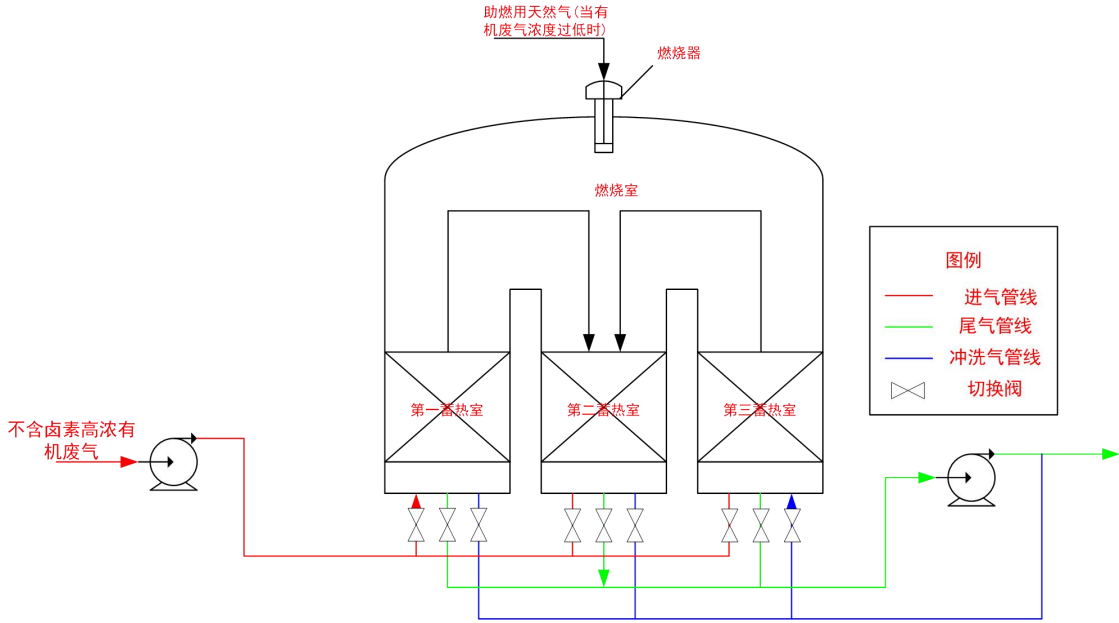 助燃用天然气(当有
机废气浓度过低时)
燃烧器
燃烧室
图例
进气管线
尾气管线
冲洗气管线
切换阀
第一蓄热室
第二蓄热室
第三蓄热室
不含卤素高浓有
机废气